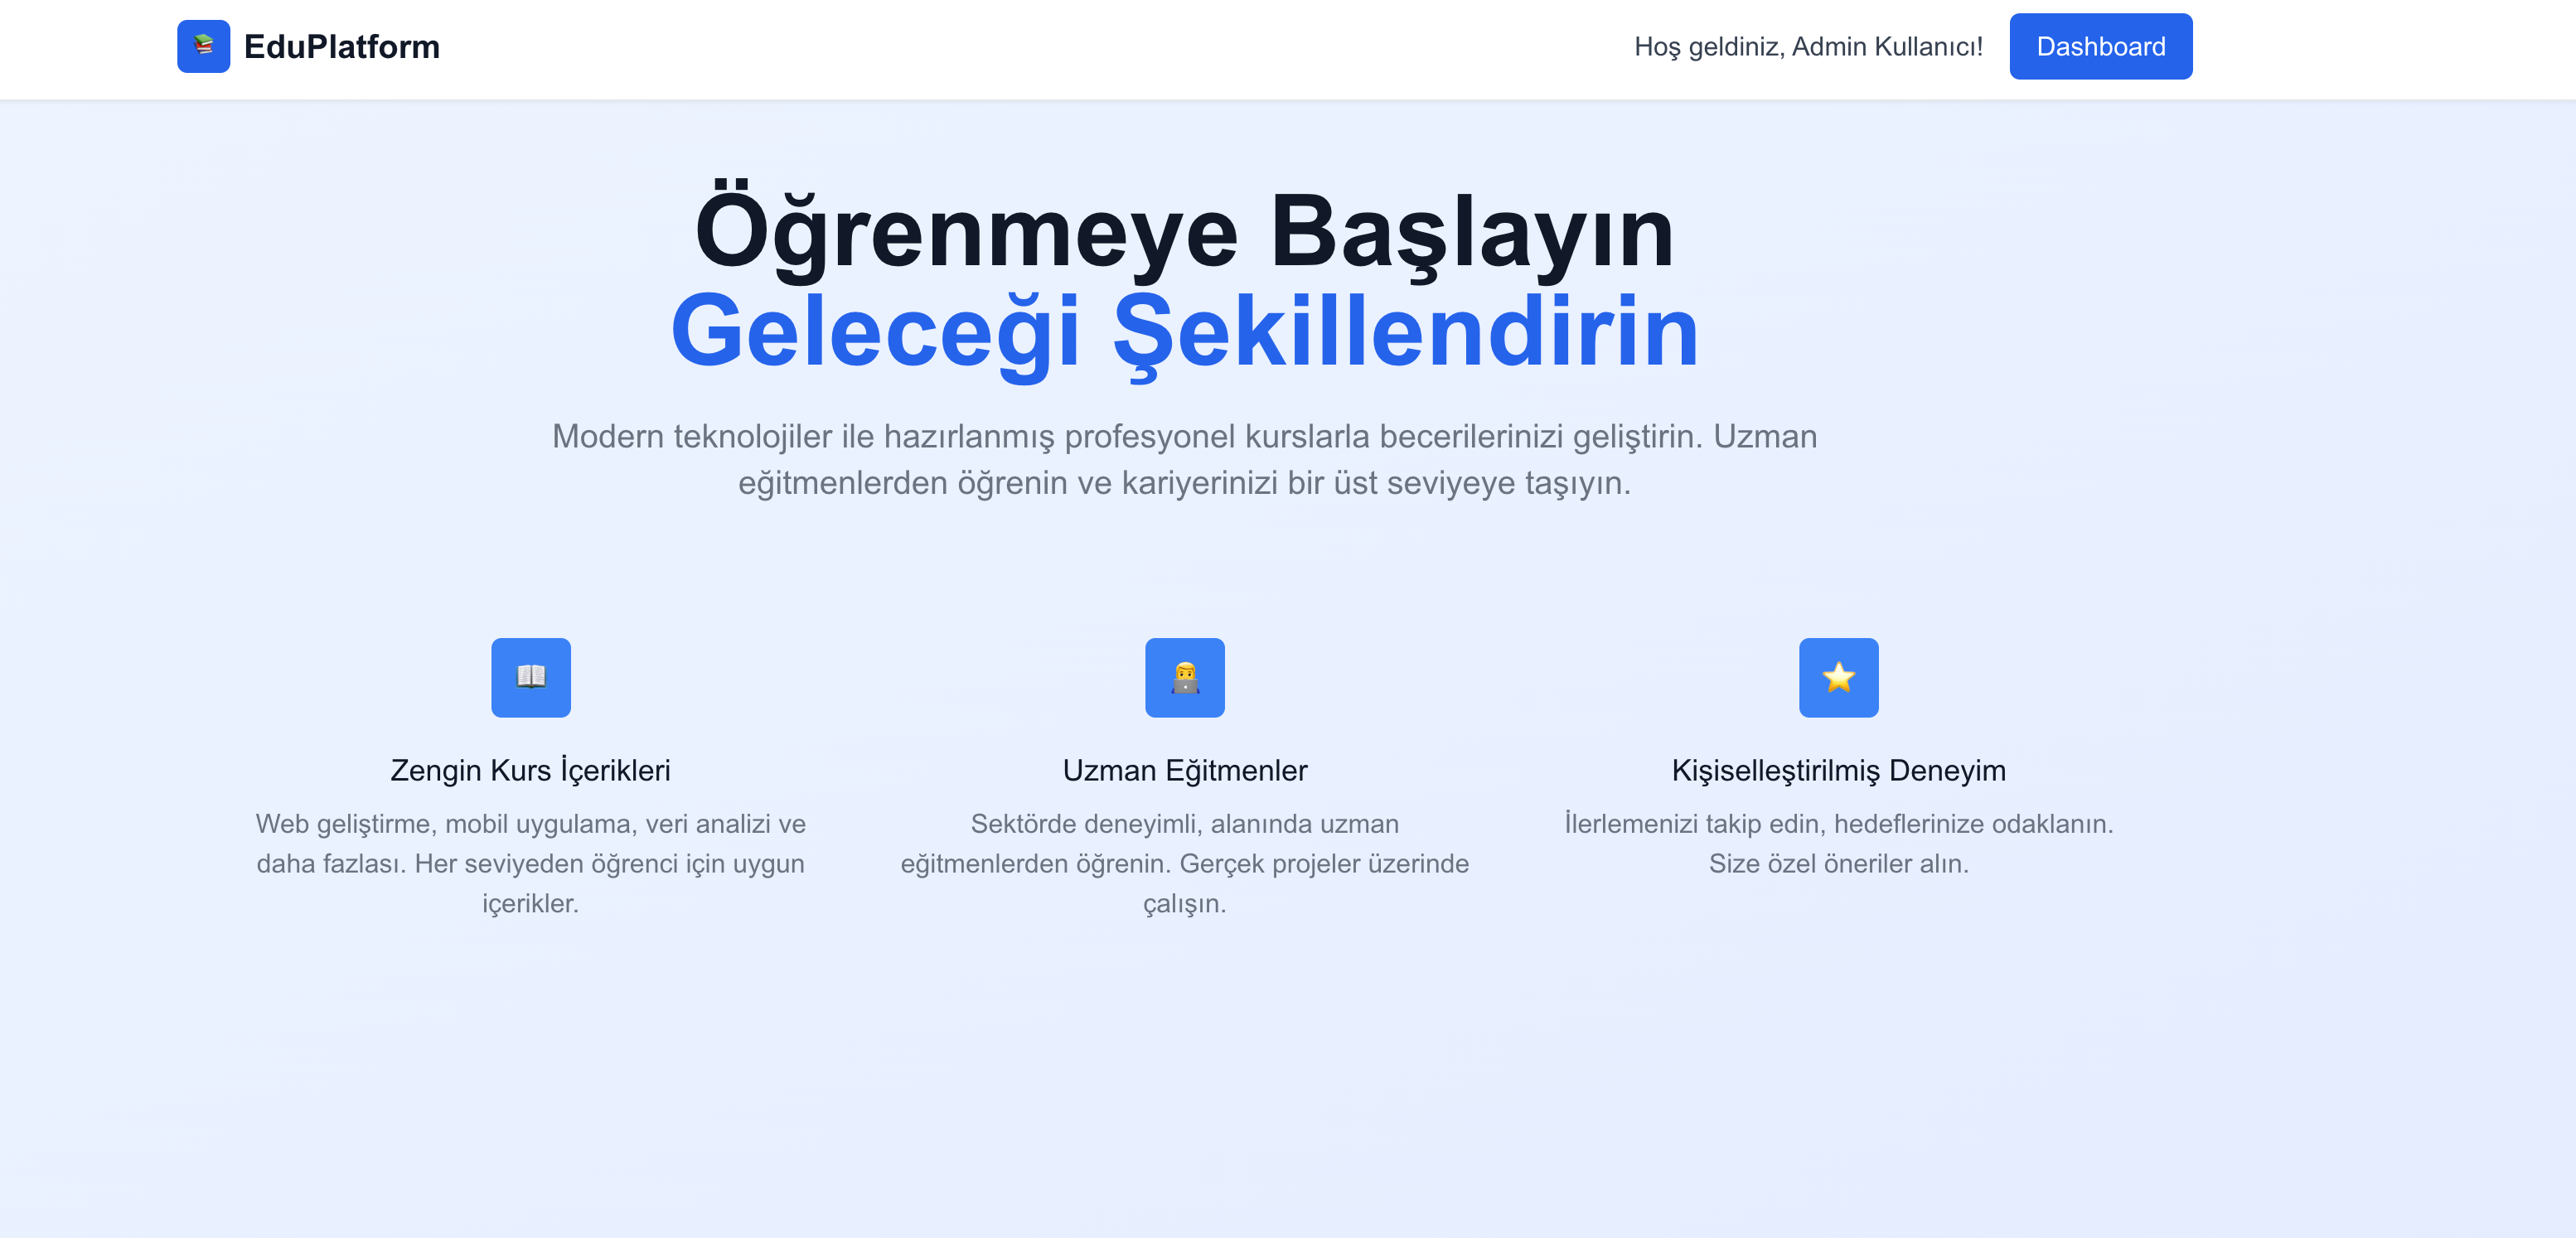 EduPlatform
Hoş geldiniz, Admin Kullanıcı!
Dashboard
Öğrenmeye Başlayın
Geleceği Şekillendirin
Modern teknolojiler ile hazırlanmış profesyonel kurslarla becerilerinizi geliştirin. Uzman
eğitmenlerden öğrenin ve kariyerinizi bir üst seviyeye taşıyın.
Zengin Kurs İçerikleri
Web geliştirme, mobil uygulama, veri analizi ve
daha fazlası. Her seviyeden öğrenci için uygun
içerikler.
Uzman Eğitmenler
Sektörde deneyimli, alanında uzman
eğitmenlerden öğrenin. Gerçek projeler üzerinde
çalışın.
Kişiselleştirilmiş Deneyim
İlerlemenizi takip edin, hedeflerinize odaklanın.
Size özel öneriler alın.